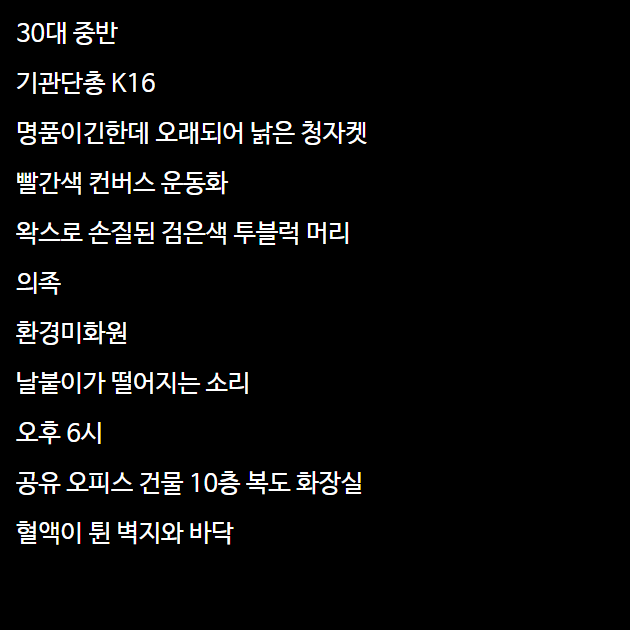 30대 중반
기관단총 K16
명품이긴한데 오래되어 낡은 청자켓
빨간색 컨버스 운동화
왁스로 손질된 검은색 투블럭 머리
의족
환경미화원
날붙이가 떨어지는 소리
오후 6시
공유 오피스 건물 10층 복도 화장실
혈액이 튄 벽지와 바닥